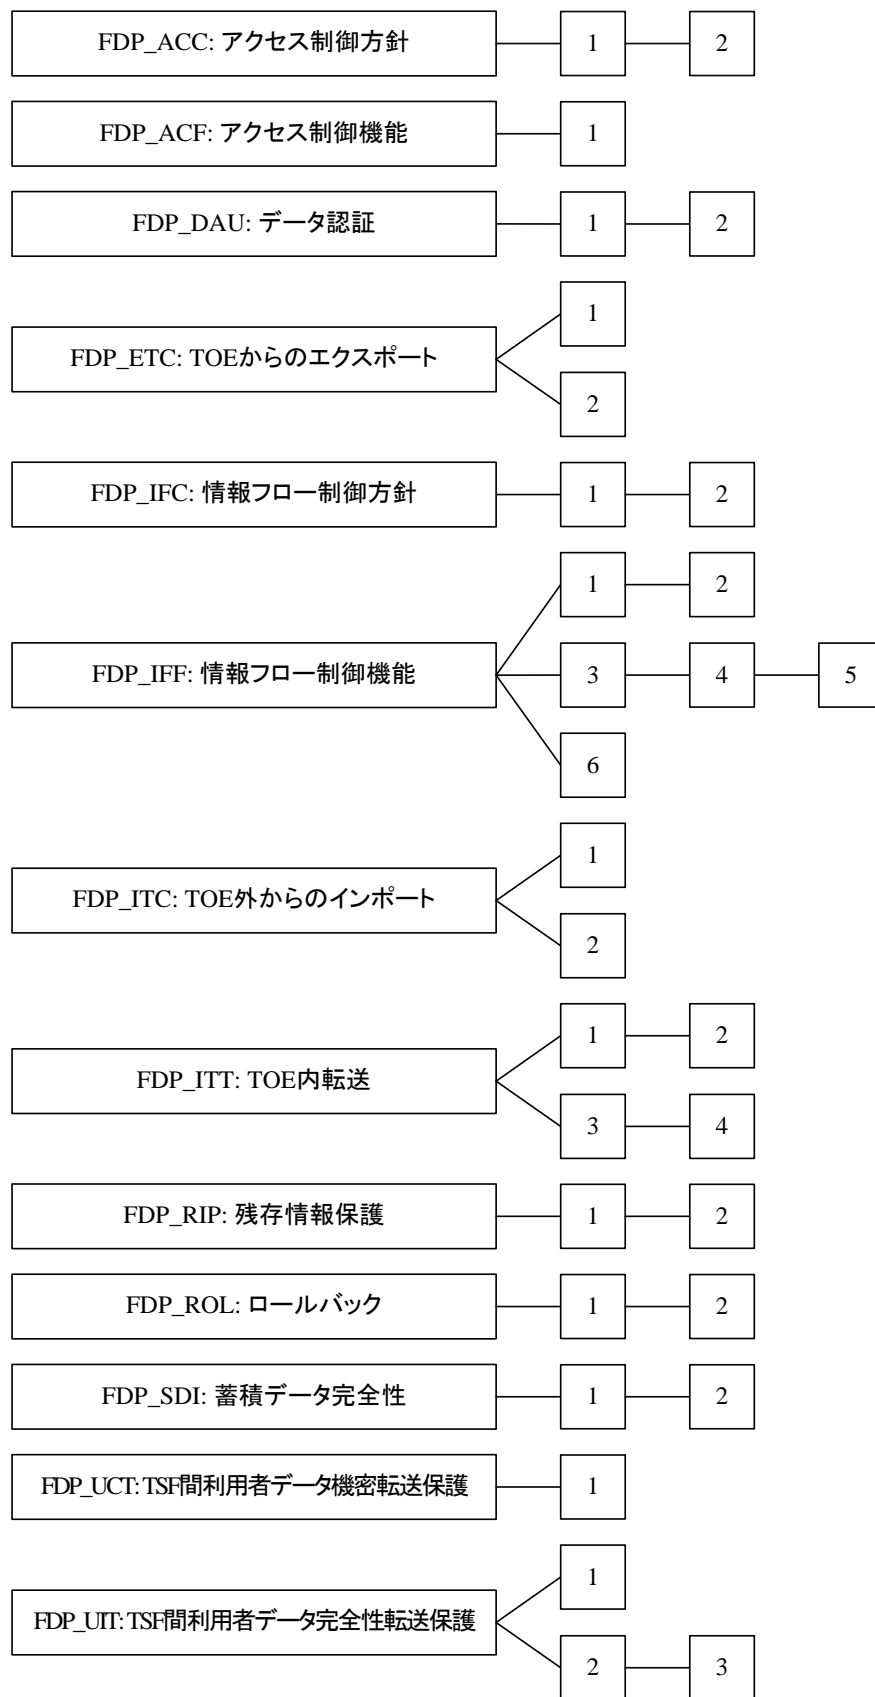 FDP_ACC: アクセス制御方針 1 2
FDP_ACF: アクセス制御機能 1
FDP_DAU: データ認証 1 2
1
FDP_ETC: TOEからのエクスポート
2
FDP_IFC: 情報フロー制御方針 1 2
1 2
FDP_IFF: 情報フロー制御機能 3 4 5
6
1
FDP_ITC: TOE外からのインポート
2
1 2
FDP_ITT: TOE内転送
3 4
FDP_RIP: 残存情報保護 1 2
FDP_ROL: ロールバック 1 2
FDP_SDI: 蓄積データ完全性 1 2
FDP_UCT: TSF間利用者データ機密転送保護 1
1
FDP_UIT: TSF間利用者データ完全性転送保護
2 3